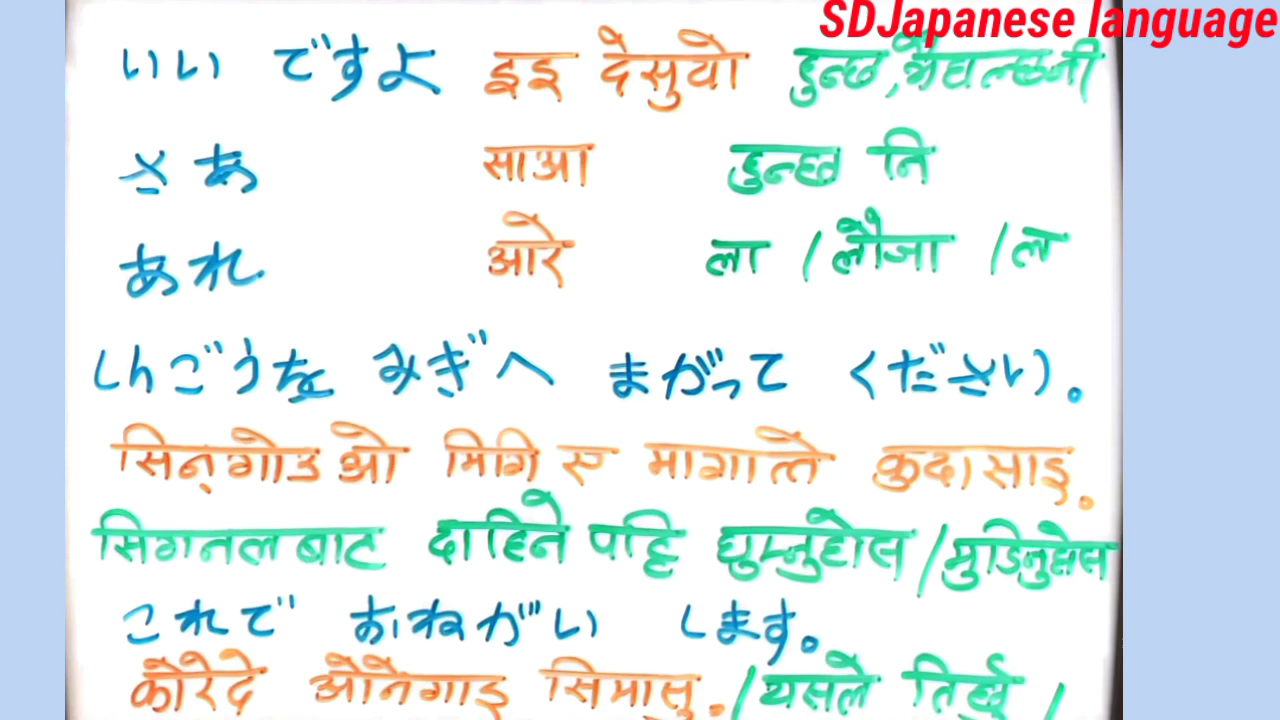 SDJapanese language
いい ですよ इइ देसुयो हुन्छ, भैहाल्छनी
さあ साआ हुन्छ नि
あれ आरे ला / लौजा / ल
しんごうを みぎへ まがって ください.
सिन्गोउ ओ मिगि ए मागात्ते कुदासाइ.
सिगनल बाट दाहिने पट्टि घुम्नुहोस / मुडिनुहोस
これで おねがい します.
कोरेदे ओनेगाइ सिमासु. / यसले तिर्छु /